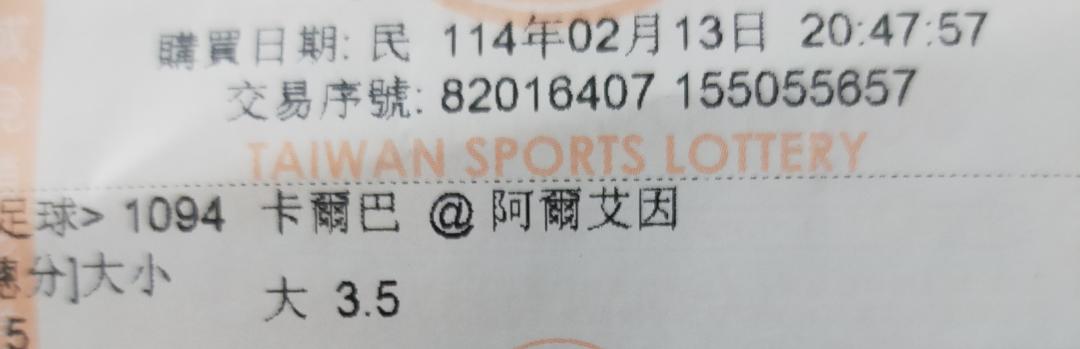 購買日期: 民 114年02月13日 20:47:57
交易序號: 82016407 155055657
TAIWAN SPORTS LOTTERY
足球> 1094 卡爾巴 @ 阿爾艾因
總分]大小
大 3.5
5